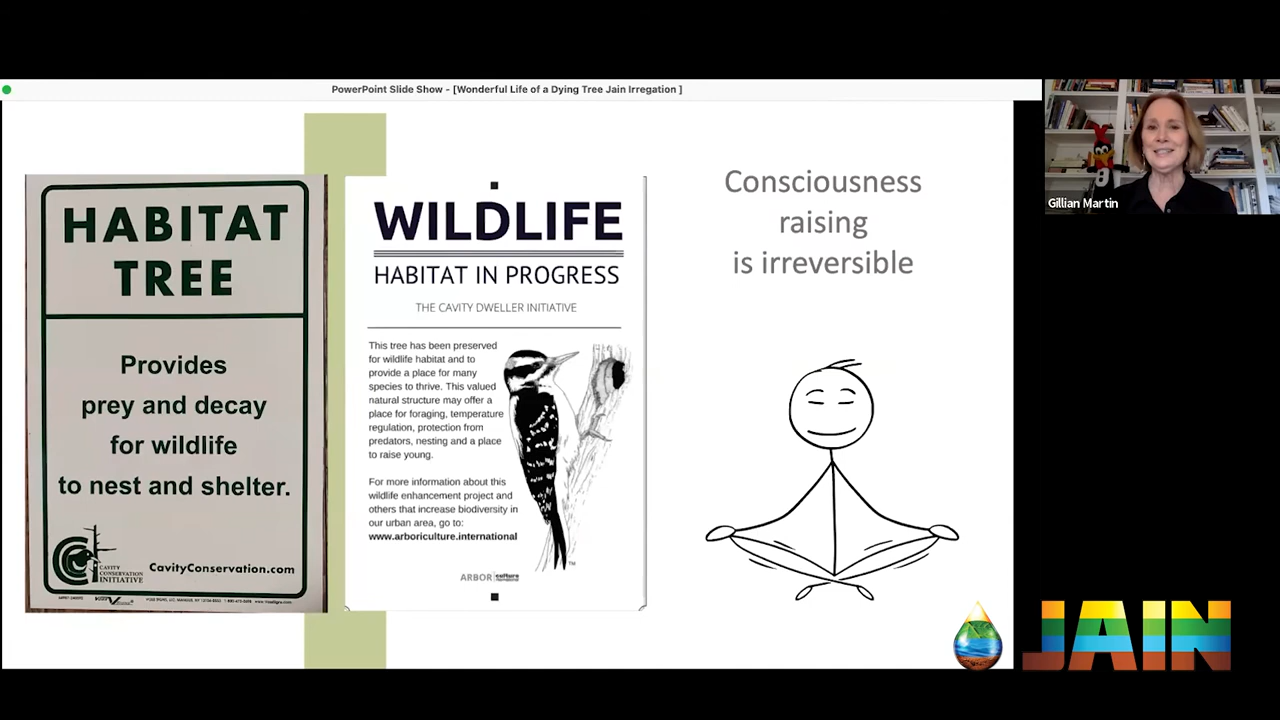 PowerPoint Slide Show - [Wonderful Life of a Dying Tree Jain Irregation ]
HABITAT
TREE
Provides
prey and decay
for wildlife
to nest and shelter.
CAVITY
CONSERVATION
INITIATIVE
CavityConservation.com
WILDLIFE
HABITAT IN PROGRESS
THE CAVITY DWELLER INITIATIVE
This tree has been preserved
for wildlife habitat and to
provide a place for many
species to thrive. This valued
natural structure may offer a
place for foraging, temperature
regulation, protection from
predators, nesting and a place
to raise young.
For more information about this
wildlife enhancement project and
others that increase biodiversity in
our urban area, go to:
www.arboriculture.international
TM
ARBOR culture
Consciousness
raising
is irreversible
Gillian Martin
JAIN